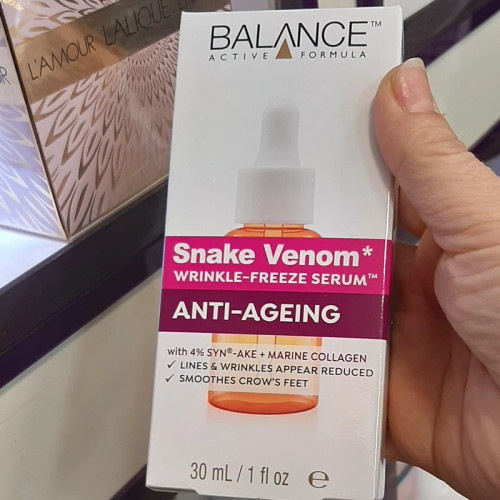 L'AMOUR LALIQUE
BALANCE™
ACTIVE FORMULA
Snake Venom*
WRINKLE-FREEZE SERUM™
ANTI-AGEING
with 4% SYN®-AKE + MARINE COLLAGEN
✓ LINES & WRINKLES APPEAR REDUCED
✓ SMOOTHES CROW'S FEET
30 mL / 1 fl oz ℮